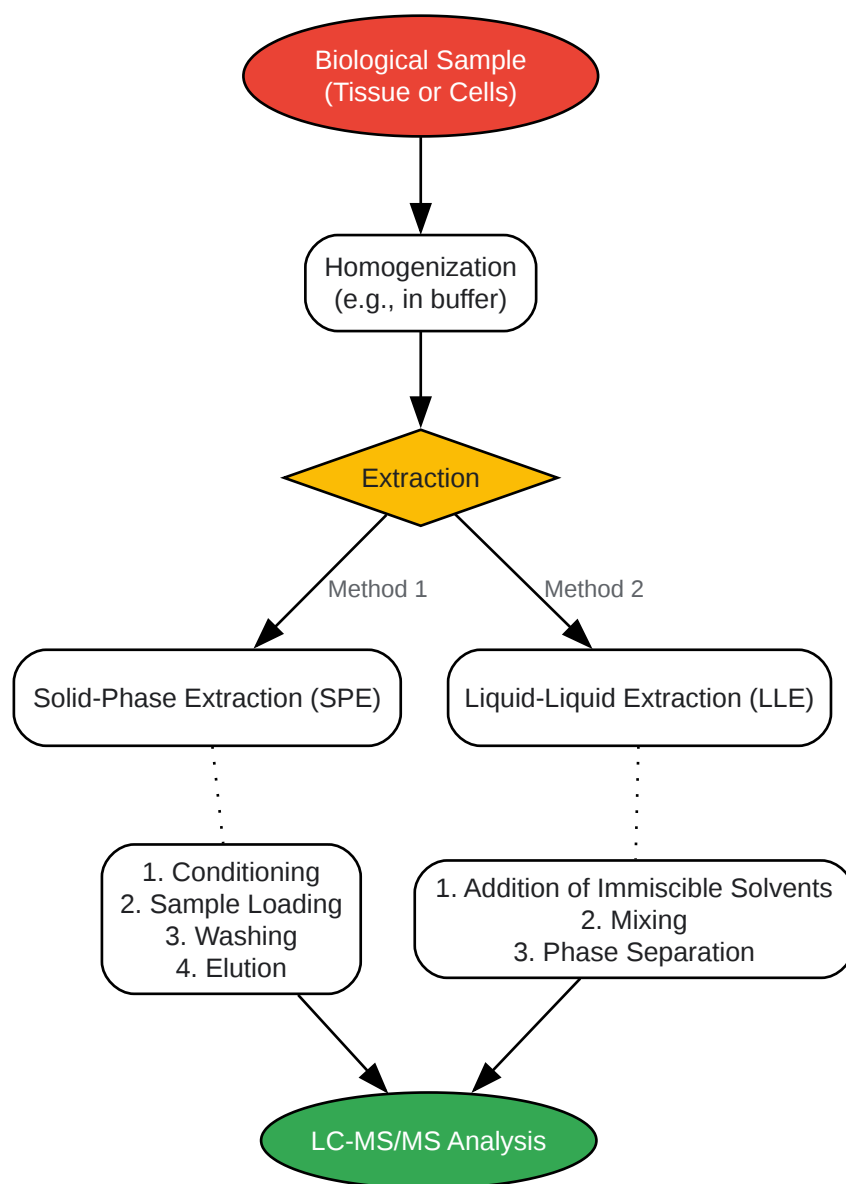 Biological Sample
(Tissue or Cells)
Homogenization
(e.g., in buffer)
Extraction
Method 1
Method 2
Solid-Phase Extraction (SPE)
Liquid-Liquid Extraction (LLE)
1. Conditioning
2. Sample Loading
3. Washing
4. Elution
1. Addition of Immiscible Solvents
2. Mixing
3. Phase Separation
LC-MS/MS Analysis